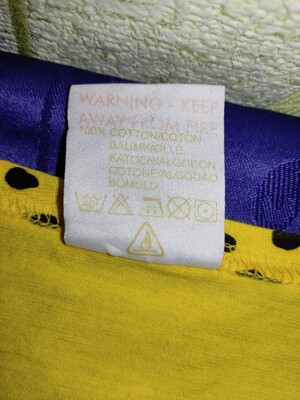 WARNING - KEEP
AWAY FROM FIRE
100% COTTON/COTON
BAUMWOLLE
KATOEN/ALGODON
COTONE/ALGODÃO
BOMULD